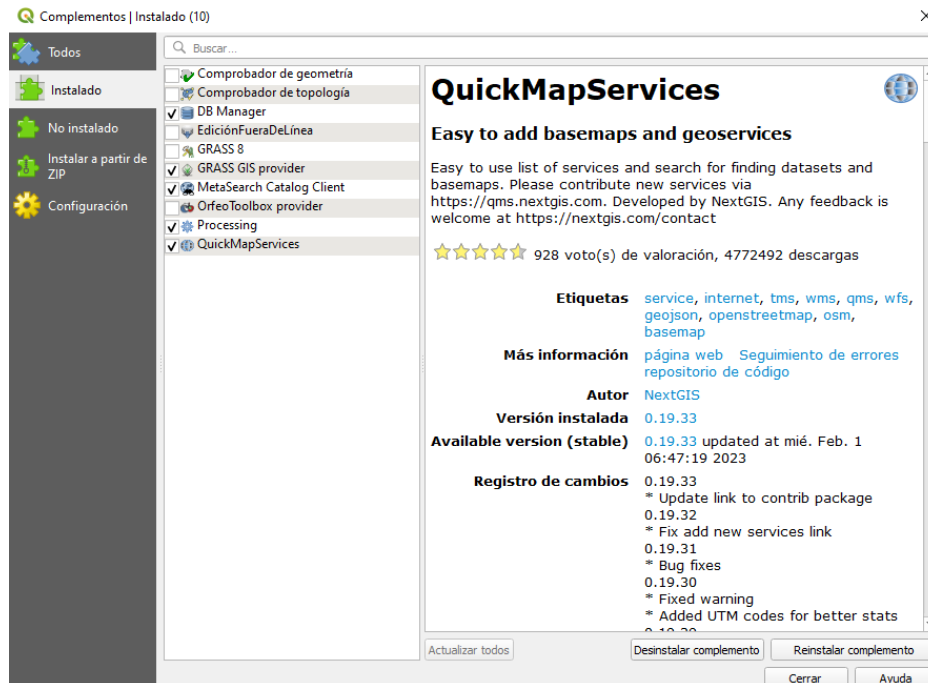 Complementos | Instalado (10)
Todos
Instalado
No instalado
Instalar a partir de
ZIP
Configuración
Buscar...
Comprobador de geometría
Comprobador de topología
DB Manager
EdiciónFueraDeLínea
GRASS 8
GRASS GIS provider
MetaSearch Catalog Client
OrfeoToolbox provider
Processing
QuickMapServices
QuickMapServices
Easy to add basemaps and geoservices
Easy to use list of services and search for finding datasets and
basemaps. Please contribute new services via
https://qms.nextgis.com. Developed by NextGIS. Any feedback is
welcome at https://nextgis.com/contact
928 voto(s) de valoración, 4772492 descargas
Etiquetas service, internet, tms, wms, qms, wfs,
geojson, openstreetmap, osm,
basemap
Más información página web Seguimiento de errores
repositorio de código
Autor NextGIS
Versión instalada 0.19.33
Available version (stable) 0.19.33 updated at mié. Feb. 1
06:47:19 2023
Registro de cambios 0.19.33
* Update link to contrib package
0.19.32
* Fix add new services link
0.19.31
* Bug fixes
0.19.30
* Fixed warning
* Added UTM codes for better stats
Actualizar todos
Desinstalar complemento
Reinstalar complemento
Cerrar
Ayuda